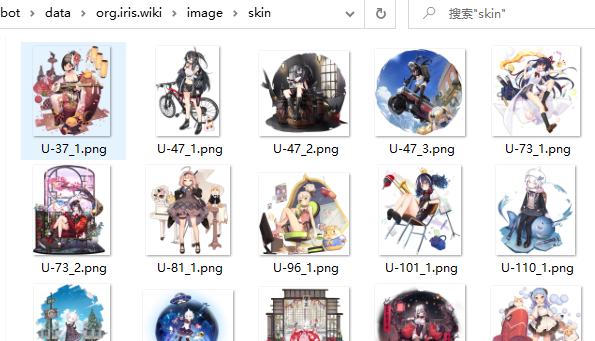 bot › data › org.iris.wiki › image › skin
搜索"skin"
U-37_1.png U-47_1.png U-47_2.png U-47_3.png U-73_1.png
U-73_2.png U-81_1.png U-96_1.png U-101_1.png U-110_1.png